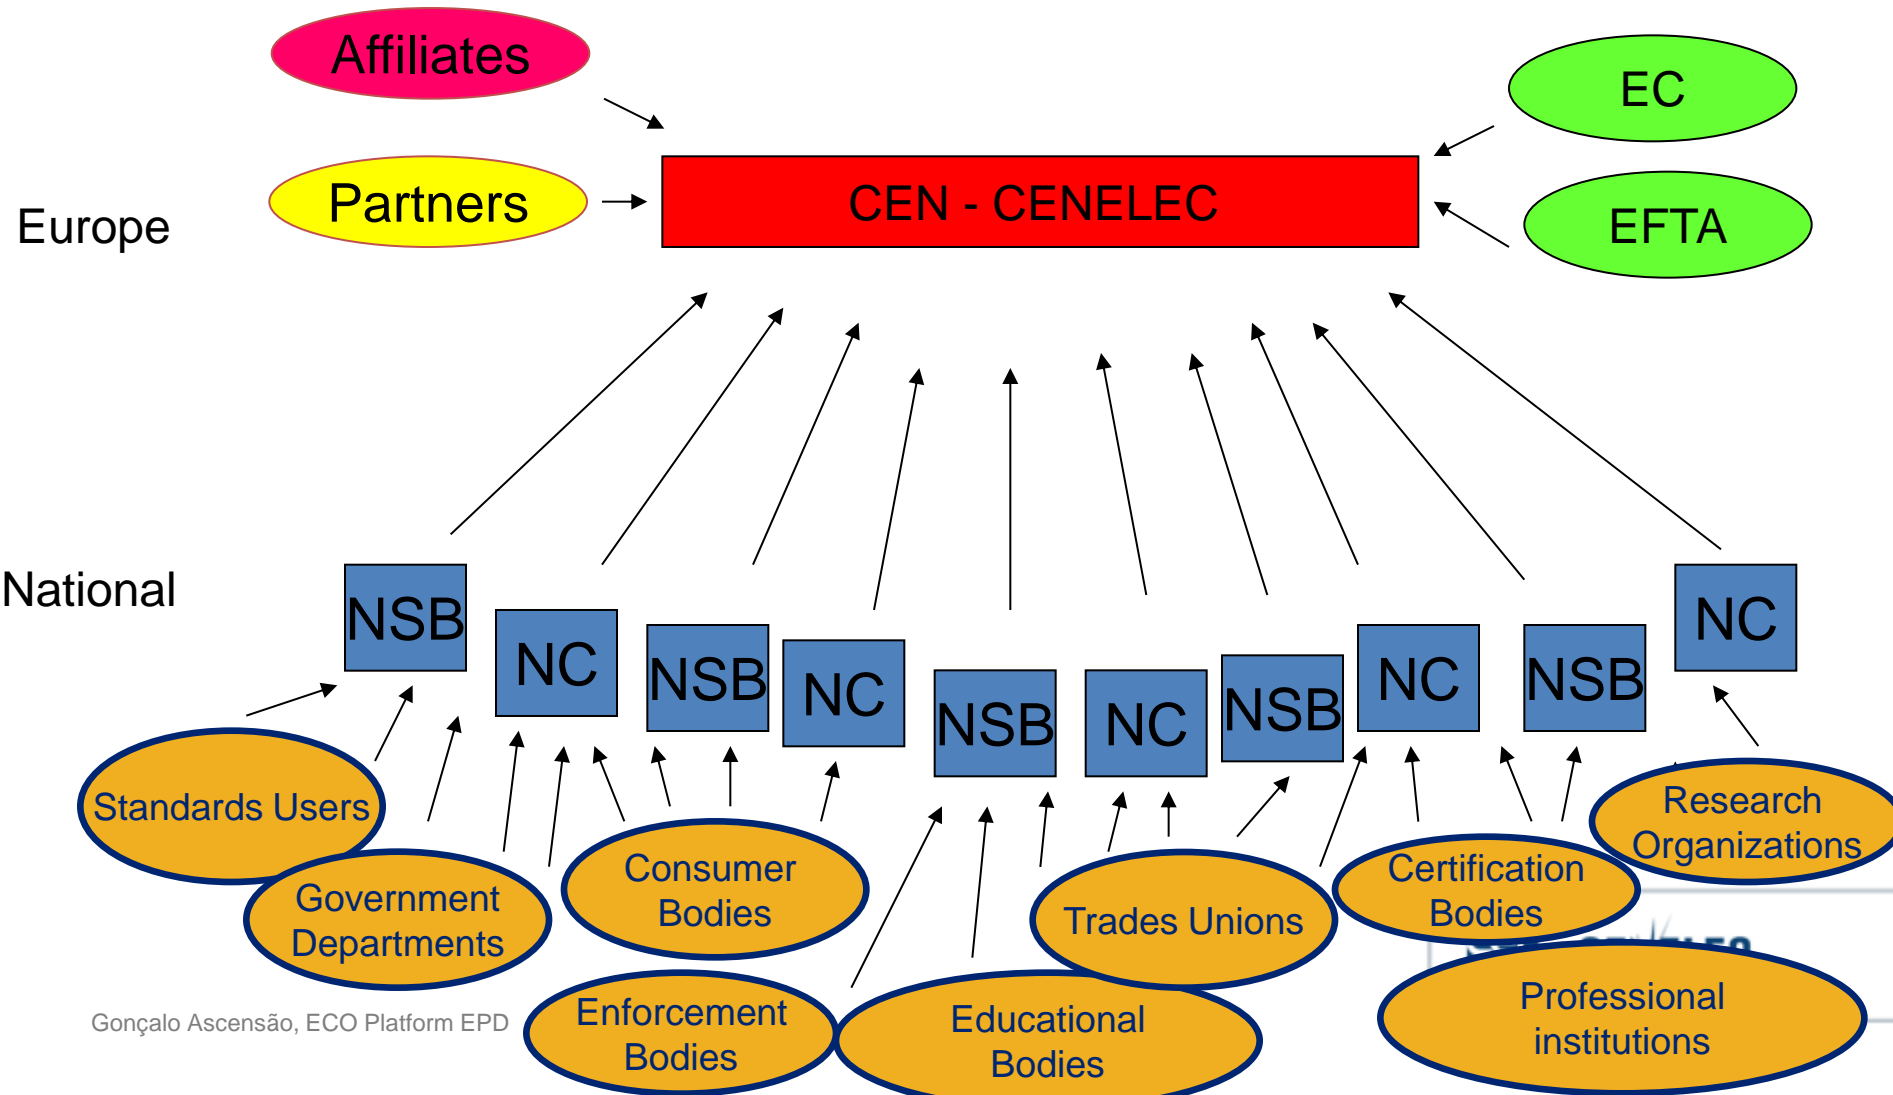 Affiliates
EC
Partners
CEN - CENELEC
EFTA
Europe
National
NSB
NC
NSB
NC
NSB
NC
NSB
NC
NSB
NC
Standards Users
Government
Departments
Consumer
Bodies
Trades Unions
Certification
Bodies
Research
Organizations
Enforcement
Bodies
Educational
Bodies
Professional
institutions
Gonçalo Ascensão, ECO Platform EPD